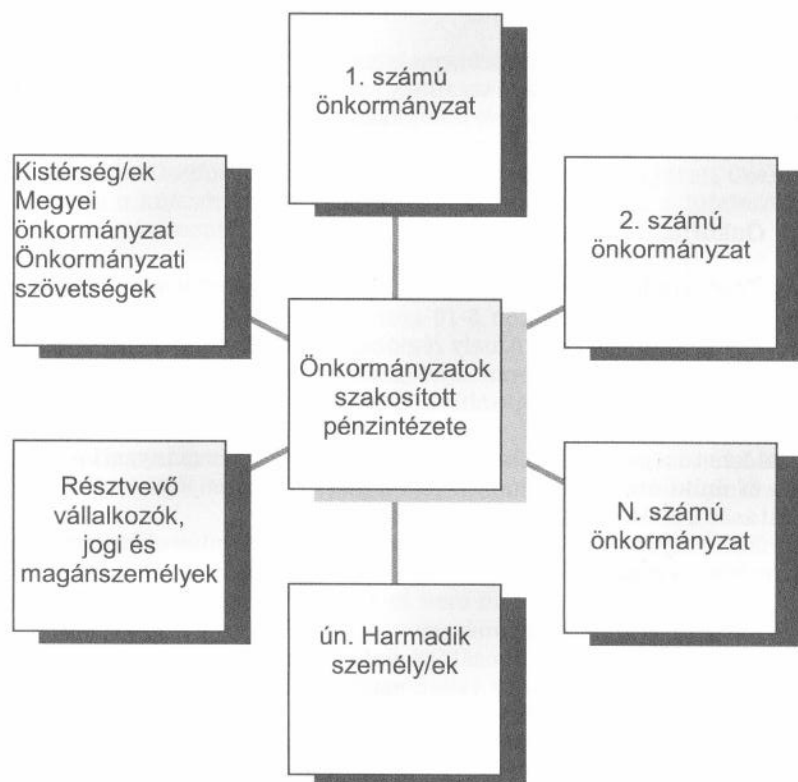 1. számú
önkormányzat
Kistérség/ek
Megyei
önkormányzat
Önkormányzati
szövetségek
2. számú
önkormányzat
Önkormányzatok
szakosított
pénzintézete
Résztvevő
vállalkozók,
jogi és
magánszemélyek
N. számú
önkormányzat
ún. Harmadik
személy/ek